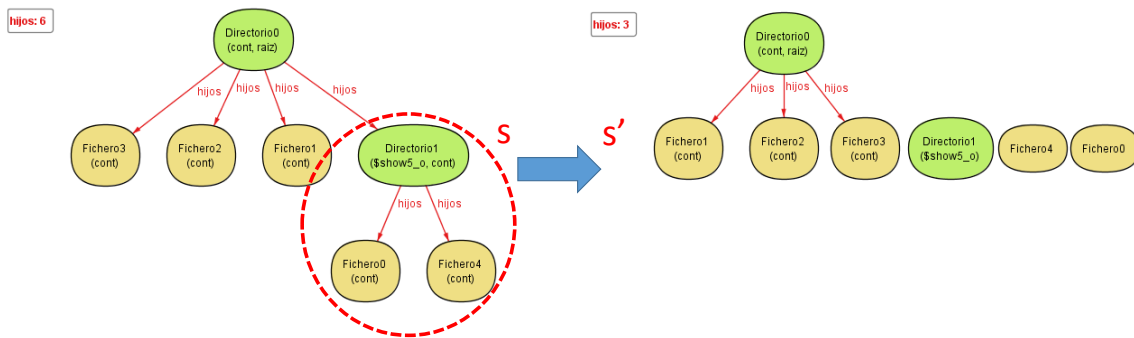 hijos: 6
Directorio0
(cont, raiz)
hijos
hijos
hijos
hijos
Fichero3
(cont)
Fichero2
(cont)
Fichero1
(cont)
Directorio1
($show5_o, cont)
hijos
hijos
Fichero0
(cont)
Fichero4
(cont)
S
S'
hijos: 3
Directorio0
(cont, raiz)
hijos
hijos
hijos
Fichero1
(cont)
Fichero2
(cont)
Fichero3
(cont)
Directorio1
($show5_o)
Fichero4
Fichero0